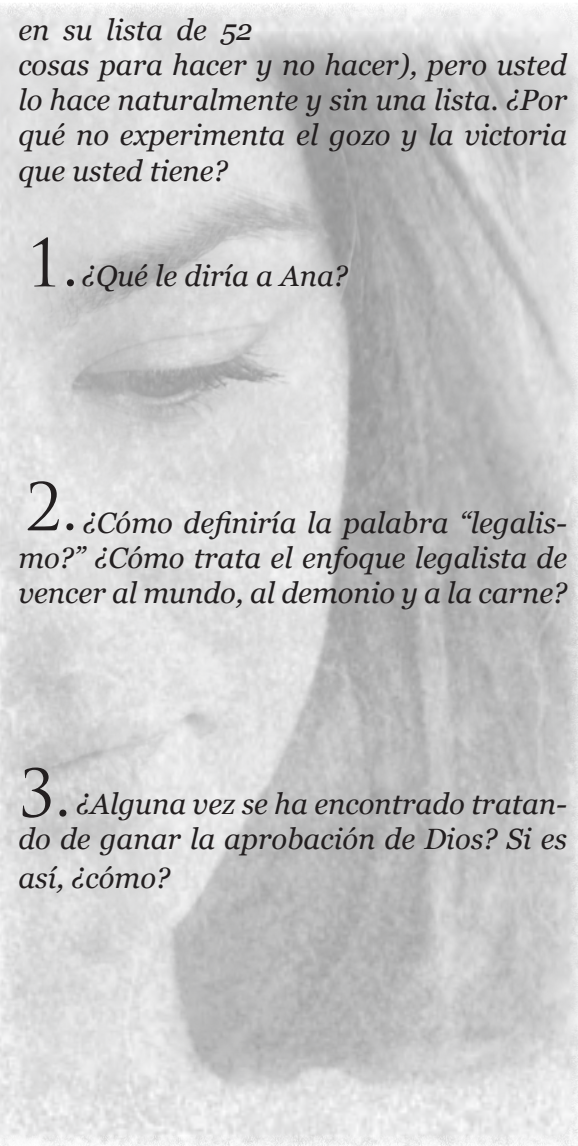 en su lista de 52
cosas para hacer y no hacer), pero usted
lo hace naturalmente y sin una lista. ¿Por
qué no experimenta el gozo y la victoria
que usted tiene?
1. ¿Qué le diría a Ana?
2. ¿Cómo definiría la palabra “legalis-
mo?” ¿Cómo trata el enfoque legalista de
vencer al mundo, al demonio y a la carne?
3. ¿Alguna vez se ha encontrado tratan-
do de ganar la aprobación de Dios? Si es
así, ¿cómo?